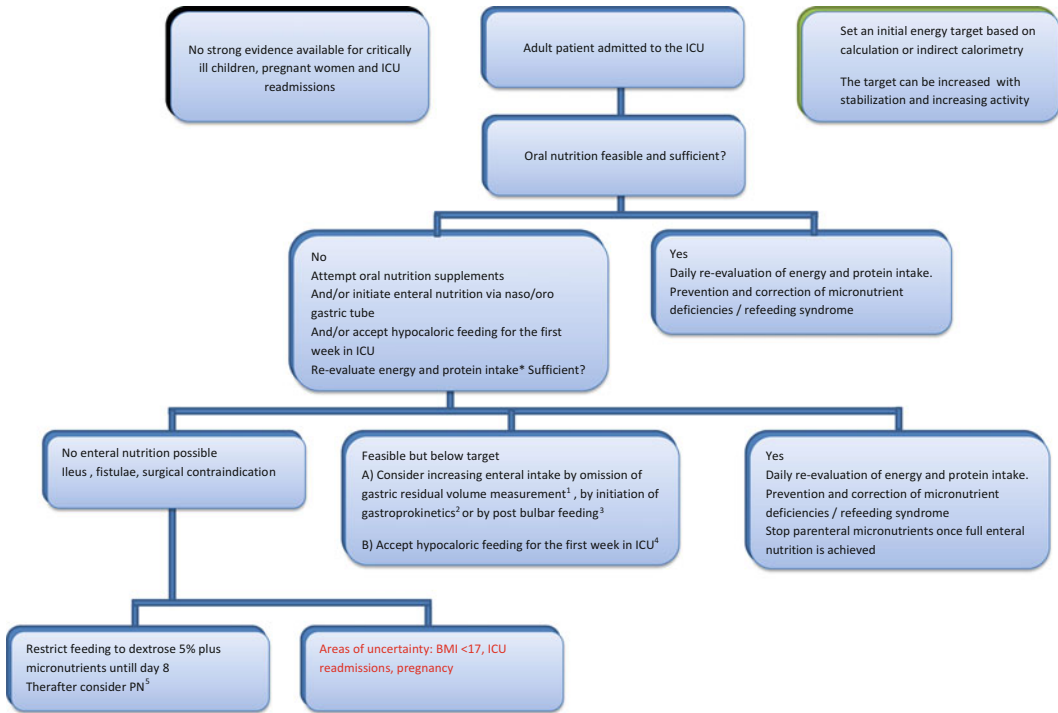 No strong evidence available for critically
ill children, pregnant women and ICU
readmissions
Adult patient admitted to the ICU
Set an initial energy target based on
calculation or indirect calorimetry
The target can be increased with
stabilization and increasing activity
Oral nutrition feasible and sufficient?
No
Attempt oral nutrition supplements
And/or initiate enteral nutrition via naso/oro
gastric tube
And/or accept hypocaloric feeding for the first
week in ICU
Re-evaluate energy and protein intake* Sufficient?
Yes
Daily re-evaluation of energy and protein intake.
Prevention and correction of micronutrient
deficiencies / refeeding syndrome
No enteral nutrition possible
Ileus , fistulae, surgical contraindication
Feasible but below target
A) Consider increasing enteral intake by omission of
gastric residual volume measurement¹ , by initiation of
gastroprokinetics² or by post bulbar feeding³
B) Accept hypocaloric feeding for the first week in ICU⁴
Yes
Daily re-evaluation of energy and protein intake.
Prevention and correction of micronutrient
deficiencies / refeeding syndrome
Stop parenteral micronutrients once full enteral
nutrition is achieved
Restrict feeding to dextrose 5% plus
micronutrients untill day 8
Therafter consider PN⁵
Areas of uncertainty: BMI <17, ICU
readmissions, pregnancy